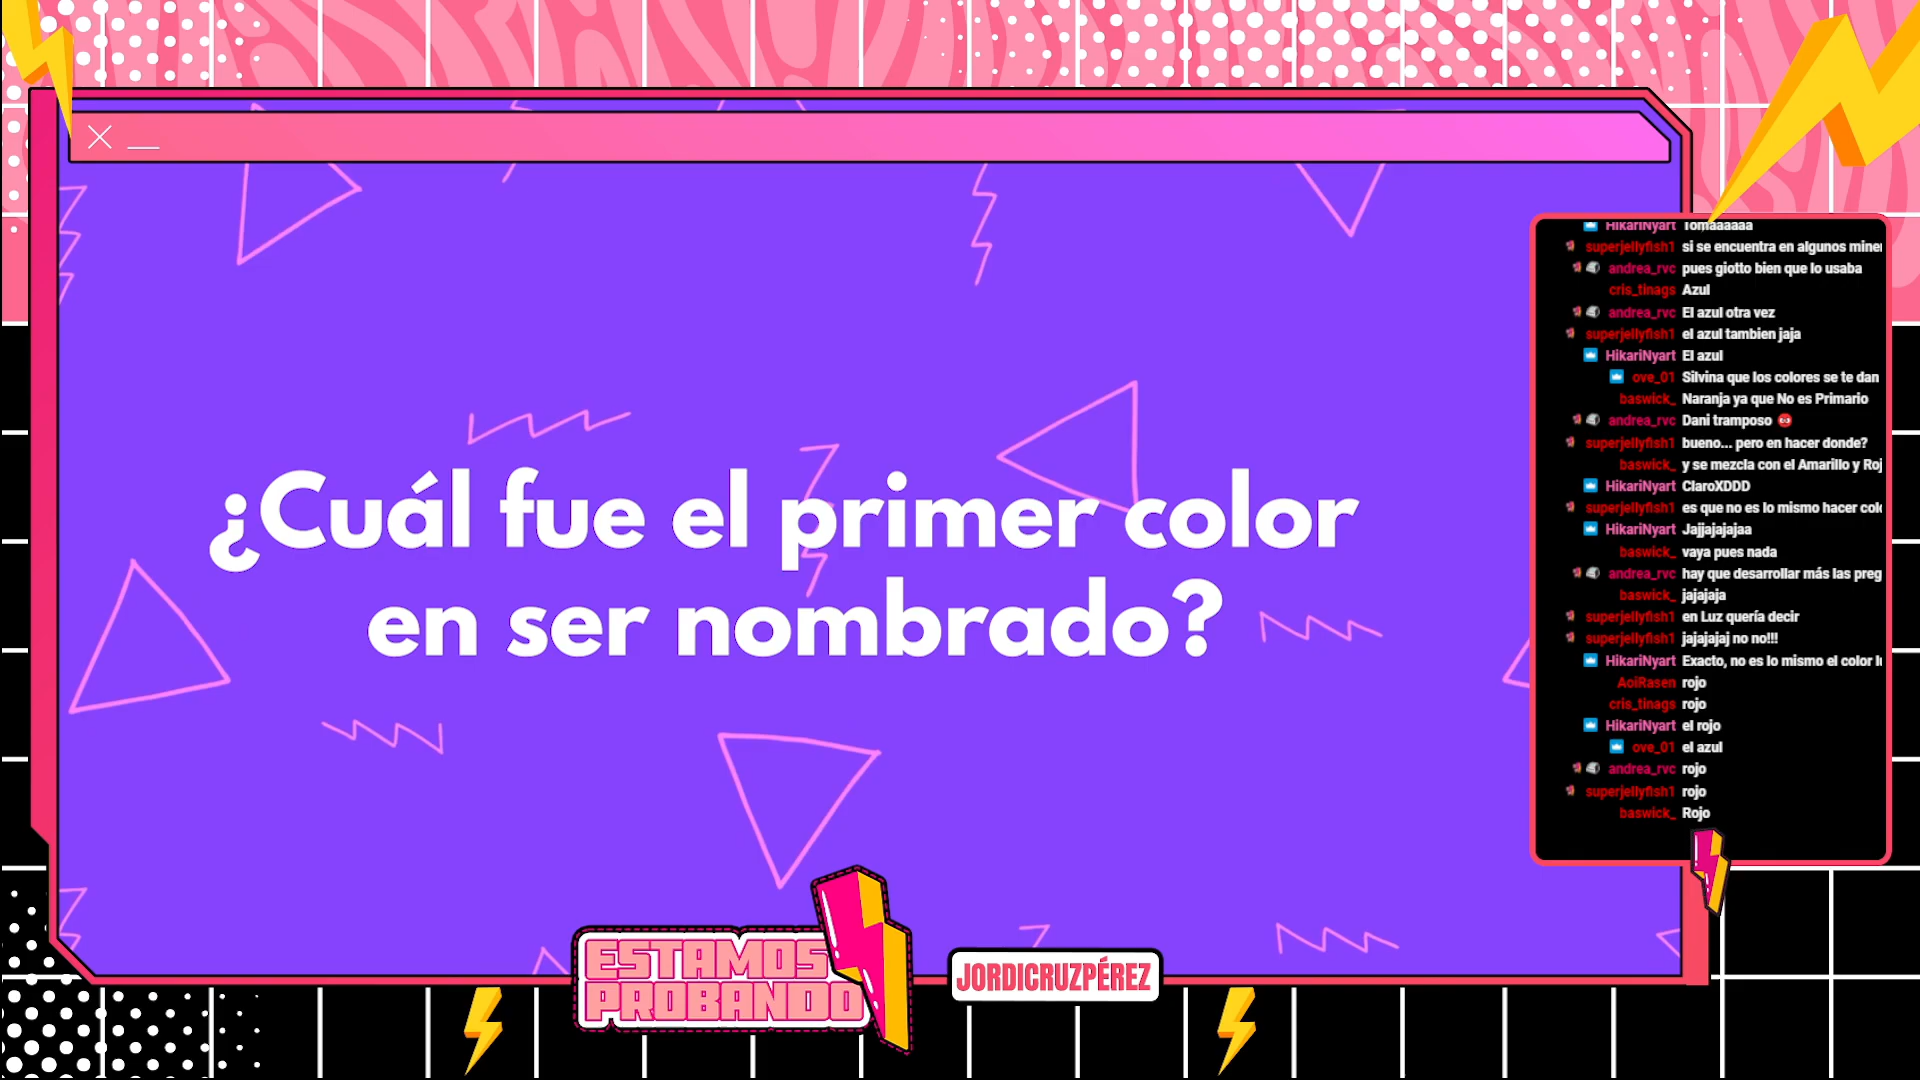 ¿Cuál fue el primer color
en ser nombrado?
HikariNyart Tomaaaaaa
superjellyfish1 si se encuentra en algunos miner
andrea_rvc pues giotto bien que lo usaba
cris_tinags Azul
andrea_rvc El azul otra vez
superjellyfish1 el azul tambien jaja
HikariNyart El azul
ove_01 Silvina que los colores se te dan
baswick_ Naranja ya que No es Primario
andrea_rvc Dani tramposo
superjellyfish1 bueno... pero en hacer donde?
baswick_ y se mezcla con el Amarillo y Roj
HikariNyart ClaroXDDD
superjellyfish1 es que no es lo mismo hacer colo
HikariNyart Jajjajajajaa
baswick_ vaya pues nada
andrea_rvc hay que desarrollar más las preg
baswick_ jajajaja
superjellyfish1 en Luz quería decir
superjellyfish1 jajajajaj no no!!!
HikariNyart Exacto, no es lo mismo el color lu
AoiRasen rojo
cris_tinags rojo
HikariNyart el rojo
ove_01 el azul
andrea_rvc rojo
superjellyfish1 rojo
baswick_ Rojo
ESTAMOS
PROBANDO
JORDICRUZPÉREZ